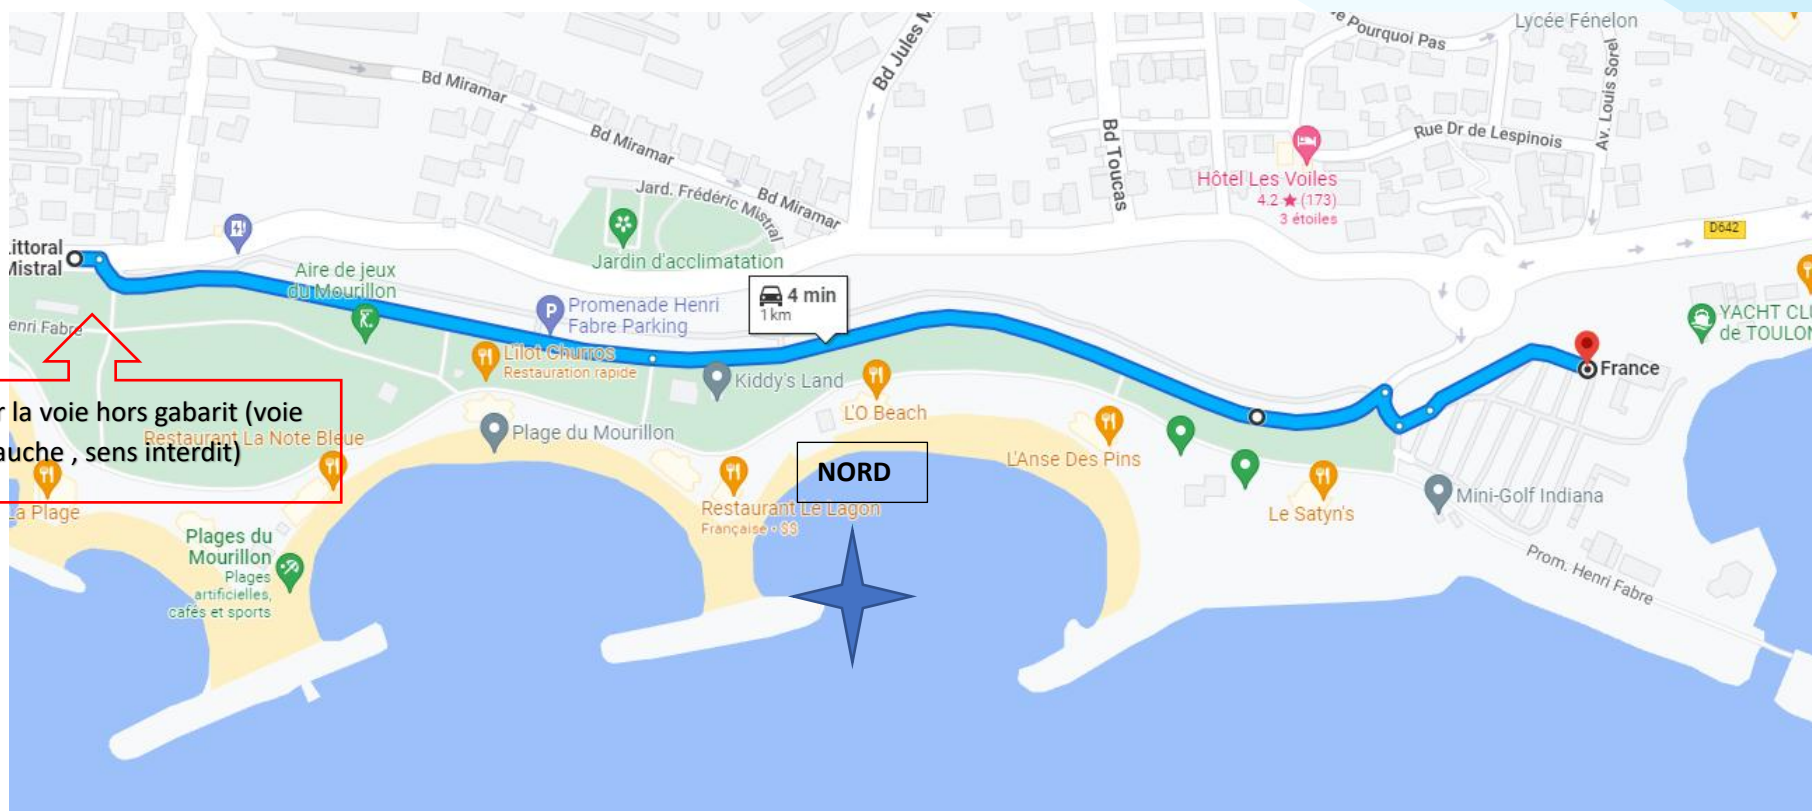 Lycée Fénelon
Pourquoi Pas
Bd Jules M
Av. Louis Sorel
Bd Miramar
Bd Miramar
Bd Toucas
Rue Dr de Lespinois
Hôtel Les Voiles
4.2 ★ (173)
3 étoiles
Jard. Frédéric Mistral
Bd Miramar
D642
Littoral
Mistral
Jardin d'acclimatation
Aire de jeux
du Mourillon
4 min
1 km
Promenade Henri
Fabre Parking
P
YACHT CLU
de TOULON
enri Fabre
L'îlot Churros
Restauration rapide
Kiddy's Land
France
L'O Beach
r la voie hors gabarit (voie
auche , sens interdit)
Restaurant La Note Bleue
Plage du Mourillon
NORD
L'Anse Des Pins
La Plage
Restaurant Le Lagon
Française · $$
Le Satyn's
Mini-Golf Indiana
Plages du
Mourillon
Plages
artificielles,
cafés et sports
Prom. Henri Fabre